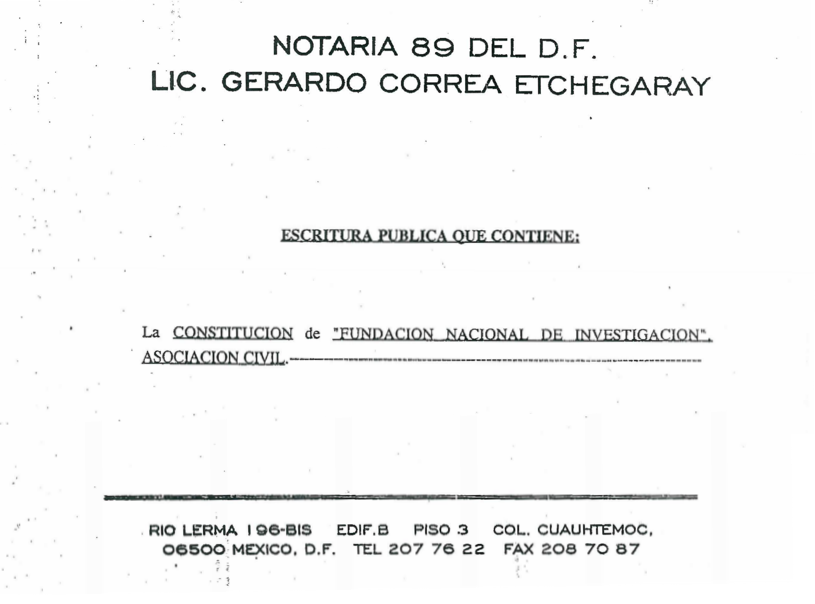 NOTARIA 89 DEL D.F.
LIC. GERARDO CORREA ETCHEGARAY
ESCRITURA PUBLICA QUE CONTIENE:
La CONSTITUCION de "FUNDACION NACIONAL DE INVESTIGACION",
ASOCIACION CIVIL.------------------------------------------------------------
RIO LERMA 196-BIS EDIF.B PISO 3 COL. CUAUHTEMOC,
06500 MEXICO, D.F. TEL 207 76 22 FAX 208 70 87